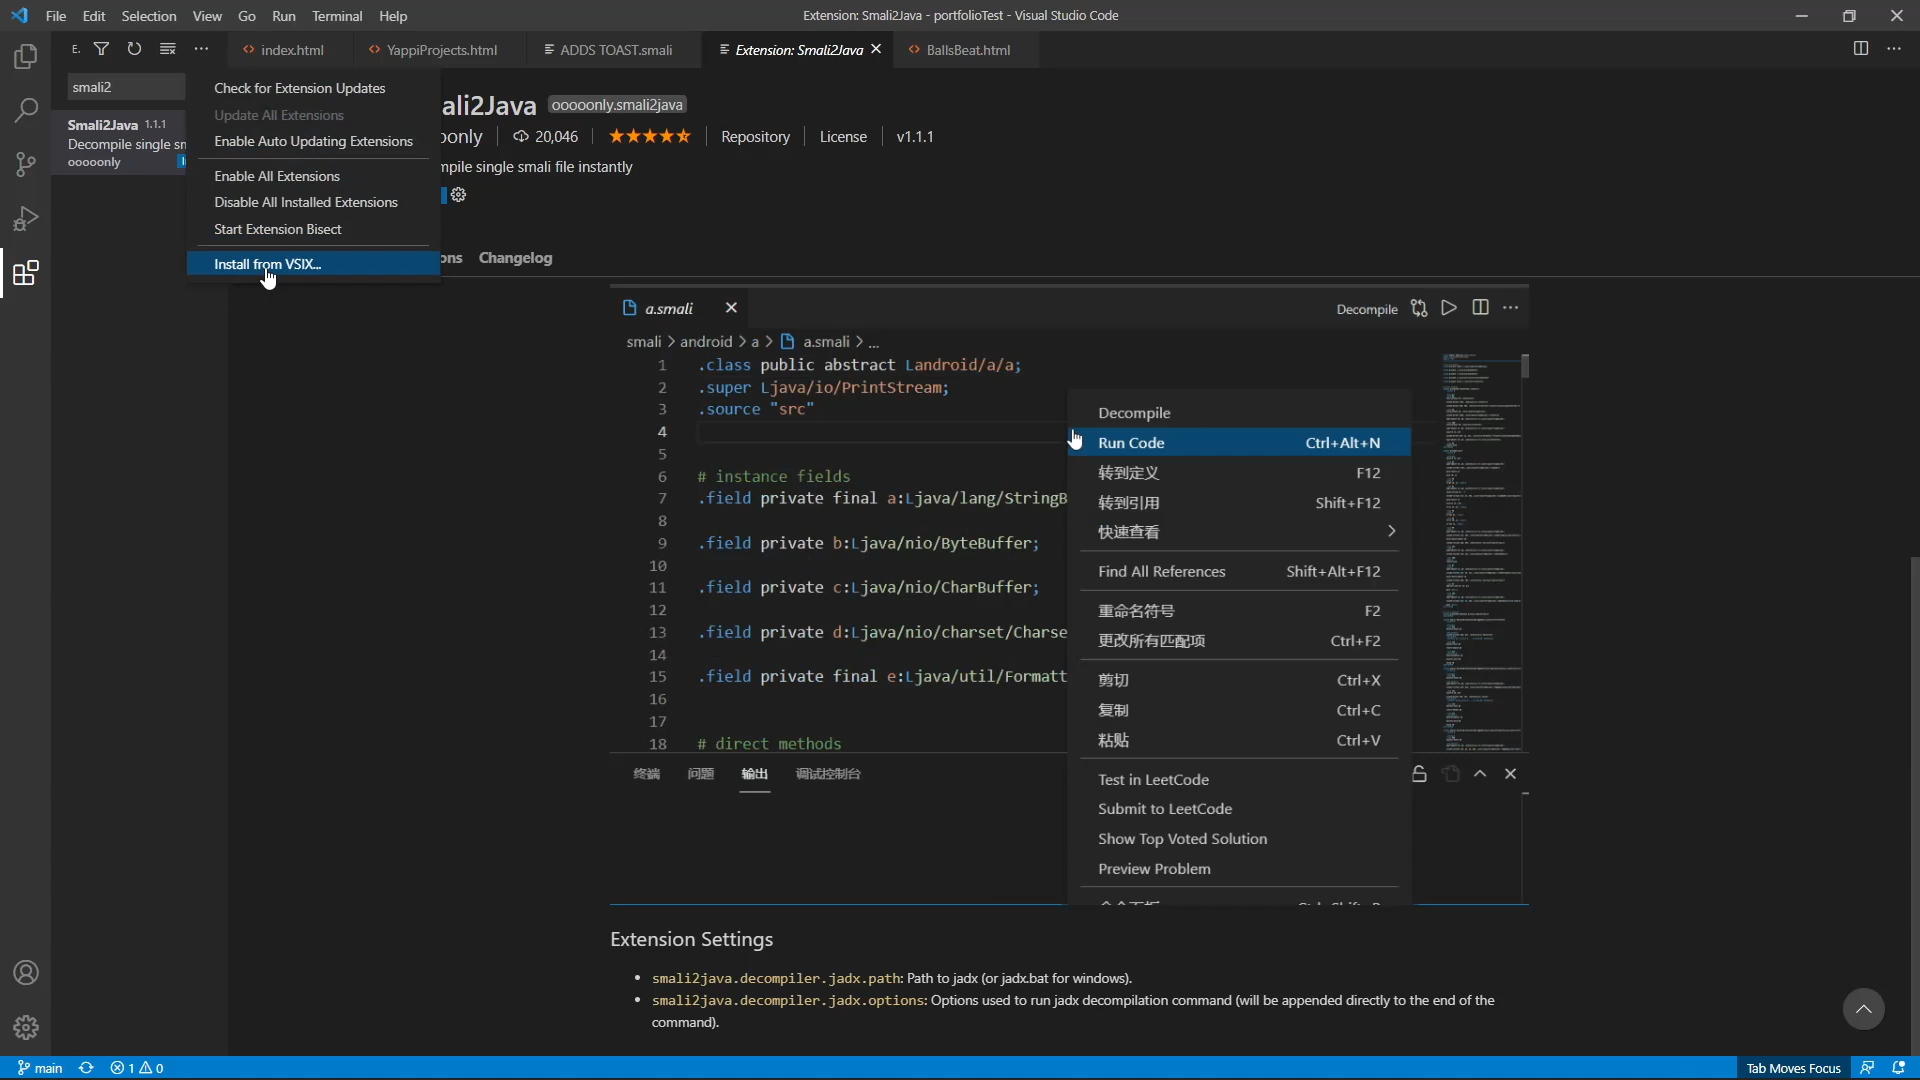 File Edit Selection View Go Run Terminal Help
Extension: Smali2Java - portfolioTest - Visual Studio Code
E.
index.html
YappiProjects.html
ADDS TOAST.smali
Extension: Smali2Java
BallsBeat.html
smali2
Smali2Java 1.1.1
Decompile single sm
ooooonly
Check for Extension Updates
Update All Extensions
Enable Auto Updating Extensions
Enable All Extensions
Disable All Installed Extensions
Start Extension Bisect
Install from VSIX...
ali2Java ooooonly.smali2java
oonly 20,046 Repository License v1.1.1
mpile single smali file instantly
ons Changelog
a.smali
Decompile
smali > android > a > a.smali > ...
1 .class public abstract Landroid/a/a;
2 .super Ljava/io/PrintStream;
3 .source "src"
4
5
6 # instance fields
7 .field private final a:Ljava/lang/StringB
8
9 .field private b:Ljava/nio/ByteBuffer;
10
11 .field private c:Ljava/nio/CharBuffer;
12
13 .field private d:Ljava/nio/charset/Charse
14
15 .field private final e:Ljava/util/Formatt
16
17
18 # direct methods
Decompile
Run Code Ctrl+Alt+N
转到定义 F12
转到引用 Shift+F12
快速查看
Find All References Shift+Alt+F12
重命名符号 F2
更改所有匹配项 Ctrl+F2
剪切 Ctrl+X
复制 Ctrl+C
粘贴 Ctrl+V
Test in LeetCode
Submit to LeetCode
Show Top Voted Solution
Preview Problem
终端 问题 输出 调试控制台
Extension Settings
• smali2java.decompiler.jadx.path: Path to jadx (or jadx.bat for windows).
• smali2java.decompiler.jadx.options: Options used to run jadx decompilation command (will be appended directly to the end of the
command).
main 1 0
Tab Moves Focus